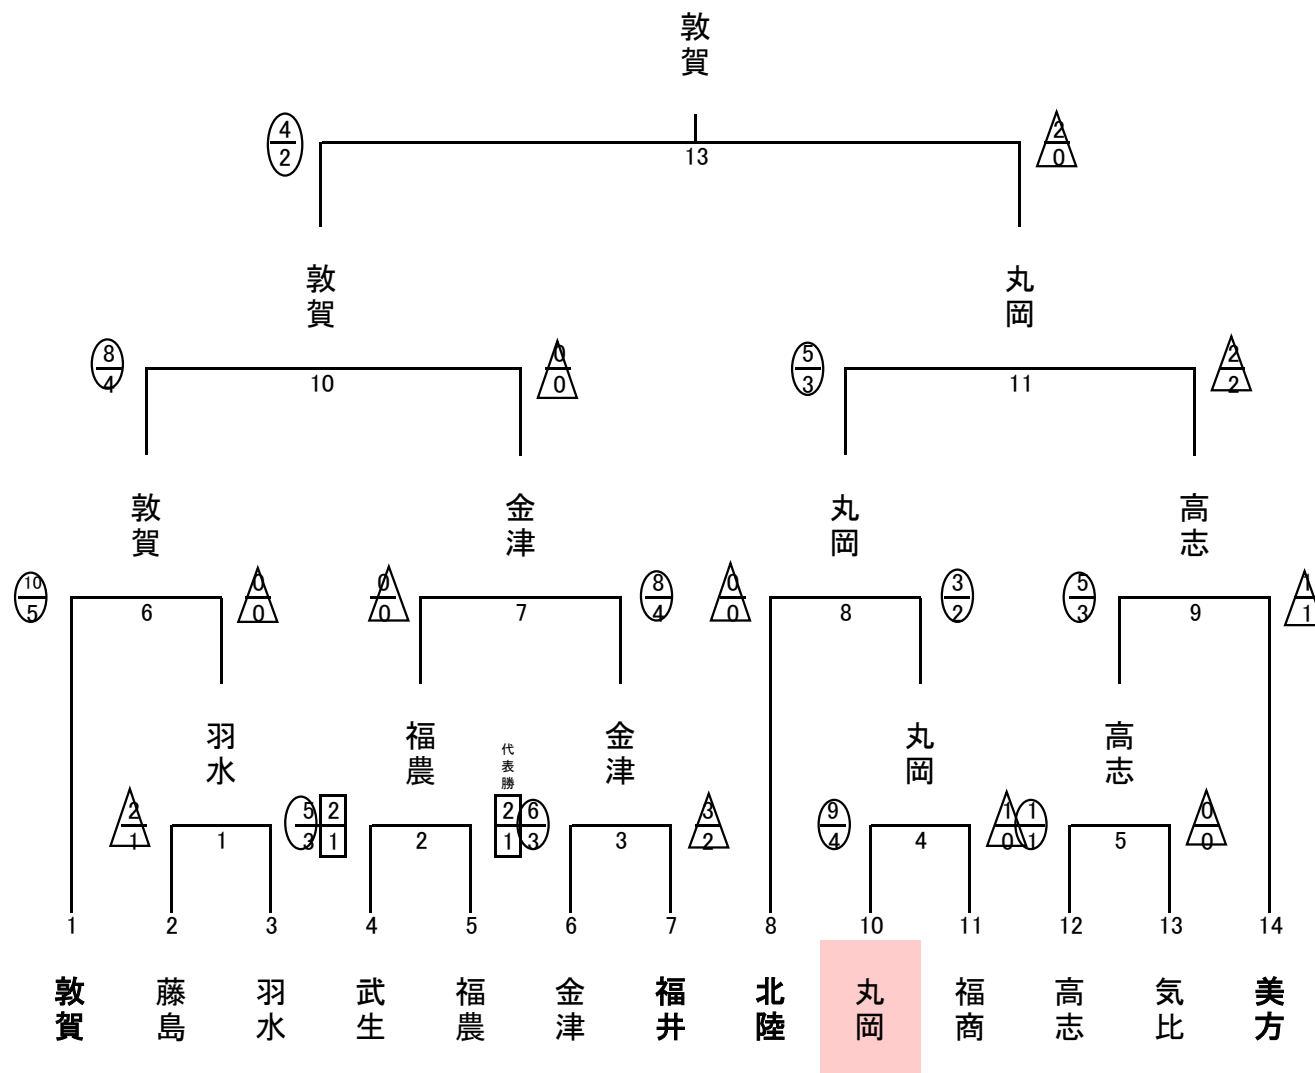 敦賀
4 2
2 0
13
敦賀
丸岡
8 4
0 0
5 3
2 2
10
11
敦賀
金津
丸岡
高志
10 5
0 0
0 0
8 4
0 0
3 2
5 3
1 1
6
7
8
9
羽水
福農
代表勝
金津
丸岡
高志
2 1
5 3
2 1
2 1
6 3
3 2
9 4
1 0
1 1
0 0
1
2
3
4
5
1 2 3 4 5 6 7 8 10 11 12 13 14
敦賀
藤島
羽水
武生
福農
金津
福井
北陸
丸岡
福商
高志
気比
美方